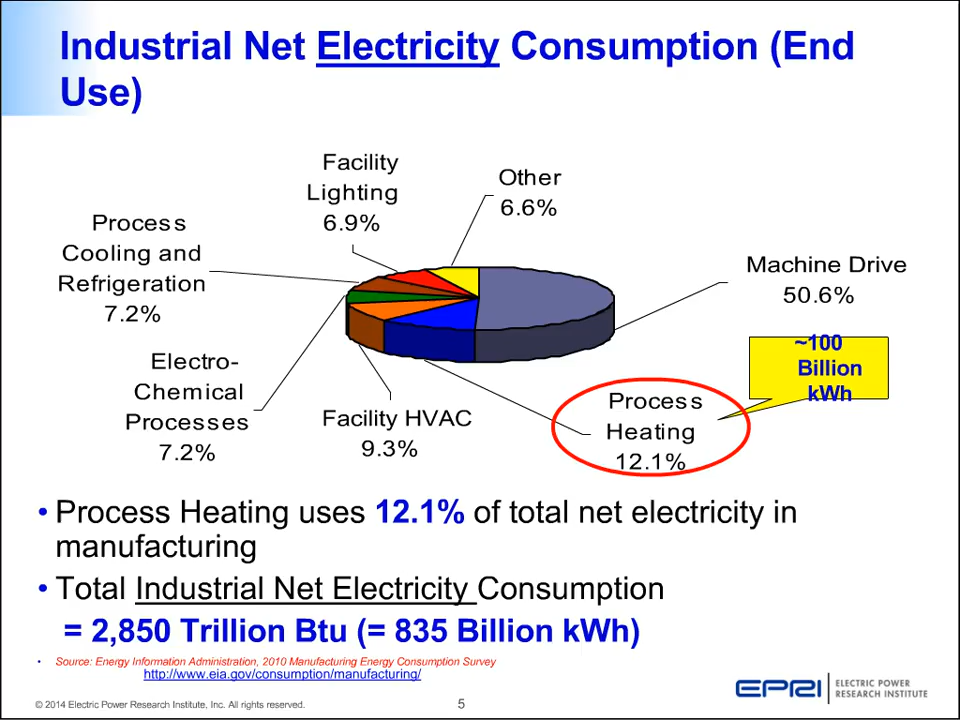 Industrial Net Electricity Consumption (End
Use)
Facility
Lighting
6.9%
Other
6.6%
Process
Cooling and
Refrigeration
7.2%
Machine Drive
50.6%
~100
Billion
kWh
Electro-
Chemical
Processes
7.2%
Facility HVAC
9.3%
Process
Heating
12.1%
• Process Heating uses 12.1% of total net electricity in
manufacturing
• Total Industrial Net Electricity Consumption
= 2,850 Trillion Btu (= 835 Billion kWh)
• Source: Energy Information Administration, 2010 Manufacturing Energy Consumption Survey
http://www.eia.gov/consumption/manufacturing/
© 2014 Electric Power Research Institute, Inc. All rights reserved.
5
EPRI
ELECTRIC POWER
RESEARCH INSTITUTE